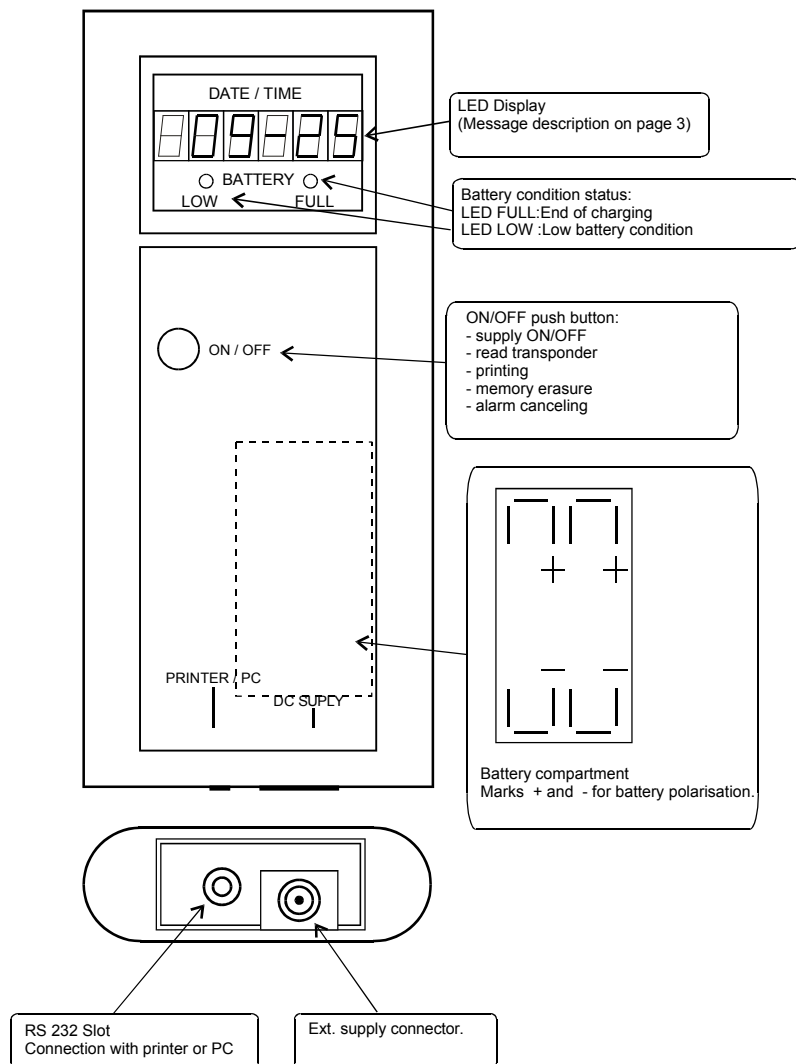 DATE / TIME
09-25
BATTERY
LOW FULL
LED Display
(Message description on page 3)
Battery condition status:
LED FULL:End of charging
LED LOW :Low battery condition
ON / OFF
ON/OFF push button:
- supply ON/OFF
- read transponder
- printing
- memory erasure
- alarm canceling
+ +
- -
PRINTER / PC
DC SUPLY
Battery compartment
Marks + and - for battery polarisation.
RS 232 Slot
Connection with printer or PC
Ext. supply connector.